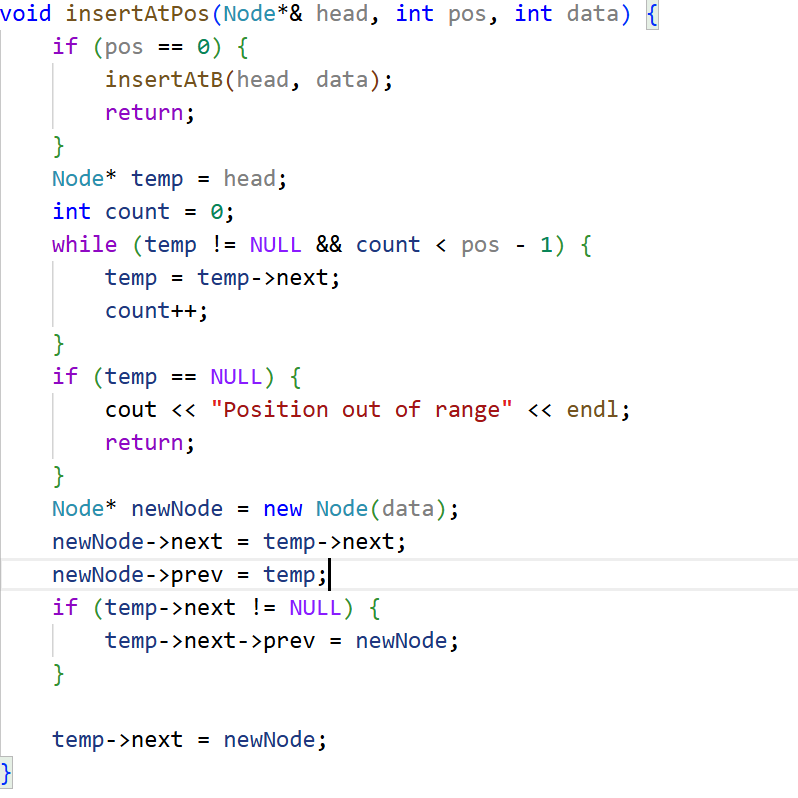 void insertAtPos(Node*& head, int pos, int data) {
    if (pos == 0) {
        insertAtB(head, data);
        return;
    }
    Node* temp = head;
    int count = 0;
    while (temp != NULL && count < pos - 1) {
        temp = temp->next;
        count++;
    }
    if (temp == NULL) {
        cout << "Position out of range" << endl;
        return;
    }
    Node* newNode = new Node(data);
    newNode->next = temp->next;
    newNode->prev = temp;
    if (temp->next != NULL) {
        temp->next->prev = newNode;
    }

    temp->next = newNode;
}